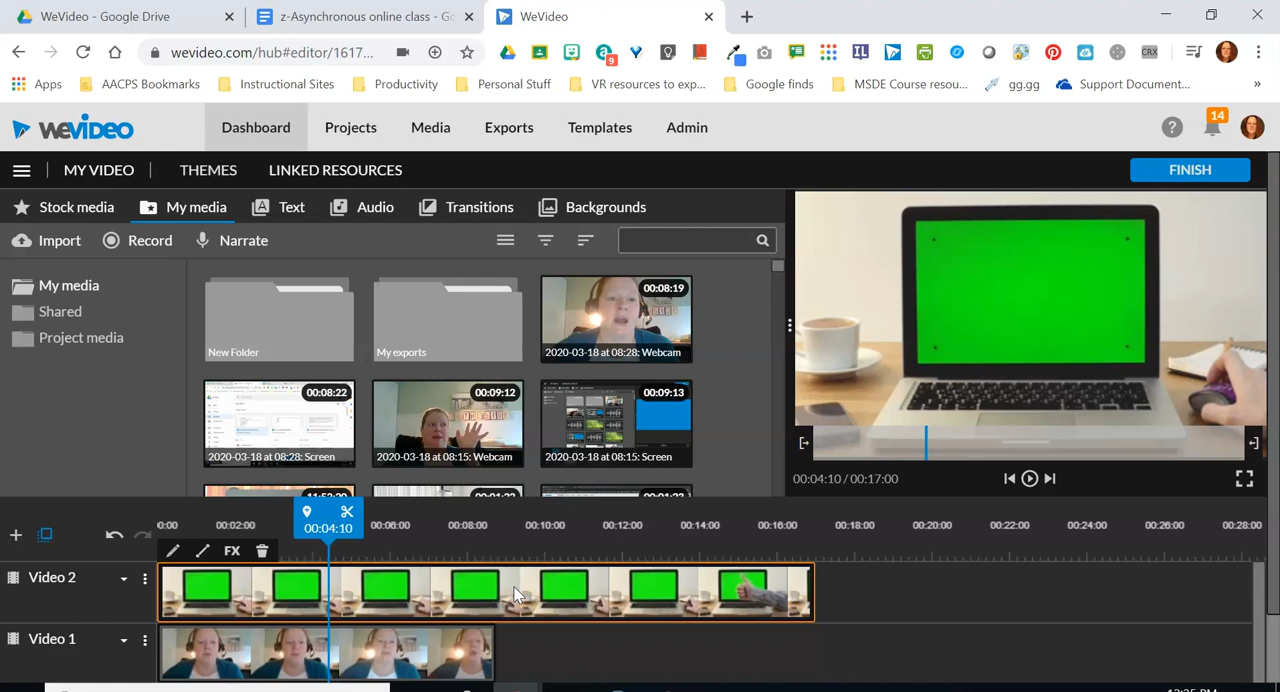 WeVideo - Google Drive
z-Asynchronous online class - Go
WeVideo
wevideo.com/hub#editor/1617...
9
IL
CRX
Apps
AACPS Bookmarks
Instructional Sites
Productivity
Personal Stuff
VR resources to exp...
Google finds
MSDE Course resou...
gg.gg
Support Document...
»
WEVIDEO
Dashboard
Projects
Media
Exports
Templates
Admin
14
MY VIDEO
THEMES
LINKED RESOURCES
FINISH
Stock media
My media
Text
Audio
Transitions
Backgrounds
Import
Record
Narrate
My media
Shared
Project media
New Folder
My exports
00:08:19
2020-03-18 at 08:28: Webcam
00:08:22
2020-03-18 at 08:28: Screen
00:09:12
2020-03-18 at 08:15: Webcam
00:09:13
2020-03-18 at 08:15: Screen
00:04:10 / 00:17:00
0:00
00:02:00
00:04:10
00:06:00
00:08:00
00:10:00
00:12:00
00:14:00
00:16:00
00:18:00
00:20:00
00:22:00
00:24:00
00:26:00
00:28:00
FX
Video 2
Video 1